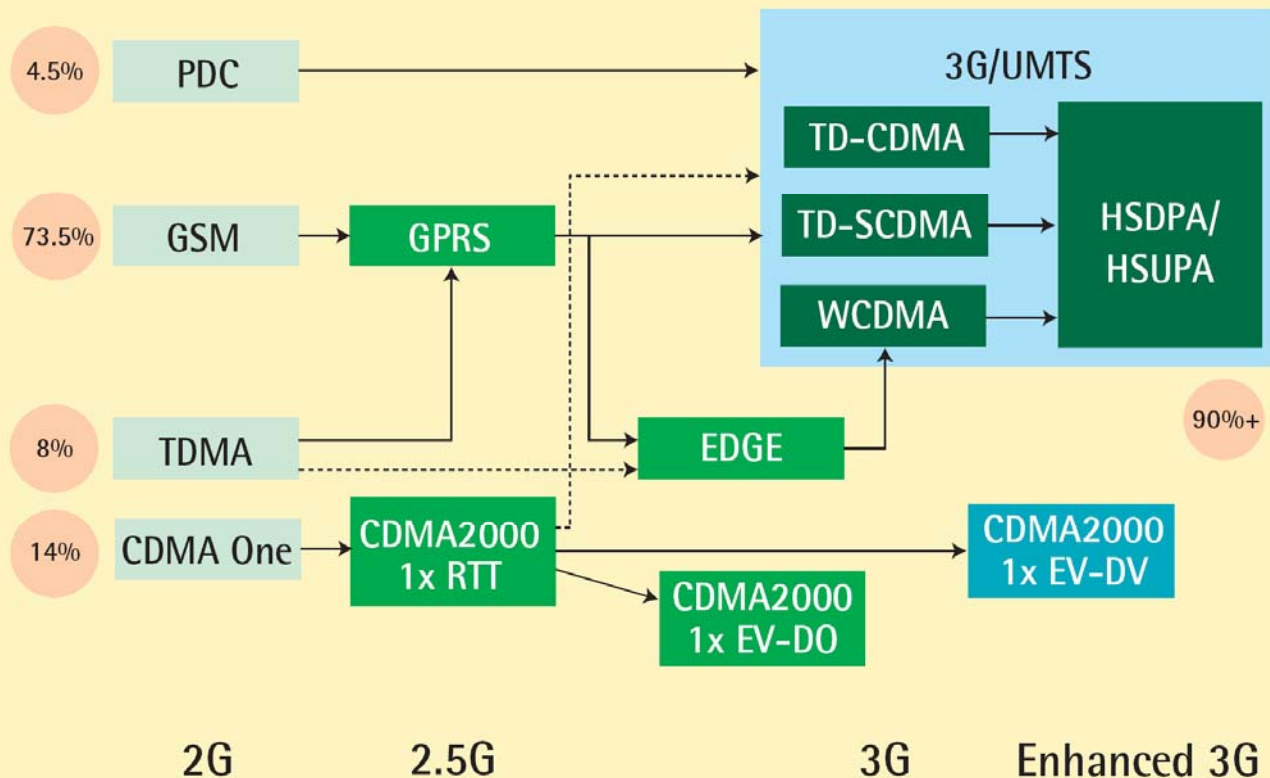 4.5%
PDC
3G/UMTS
TD-CDMA
73.5%
GSM
GPRS
TD-SCDMA
HSDPA/
HSUPA
WCDMA
8%
TDMA
EDGE
90%+
14%
CDMA One
CDMA2000
1x RTT
CDMA2000
1x EV-DO
CDMA2000
1x EV-DV
2G
2.5G
3G
Enhanced 3G